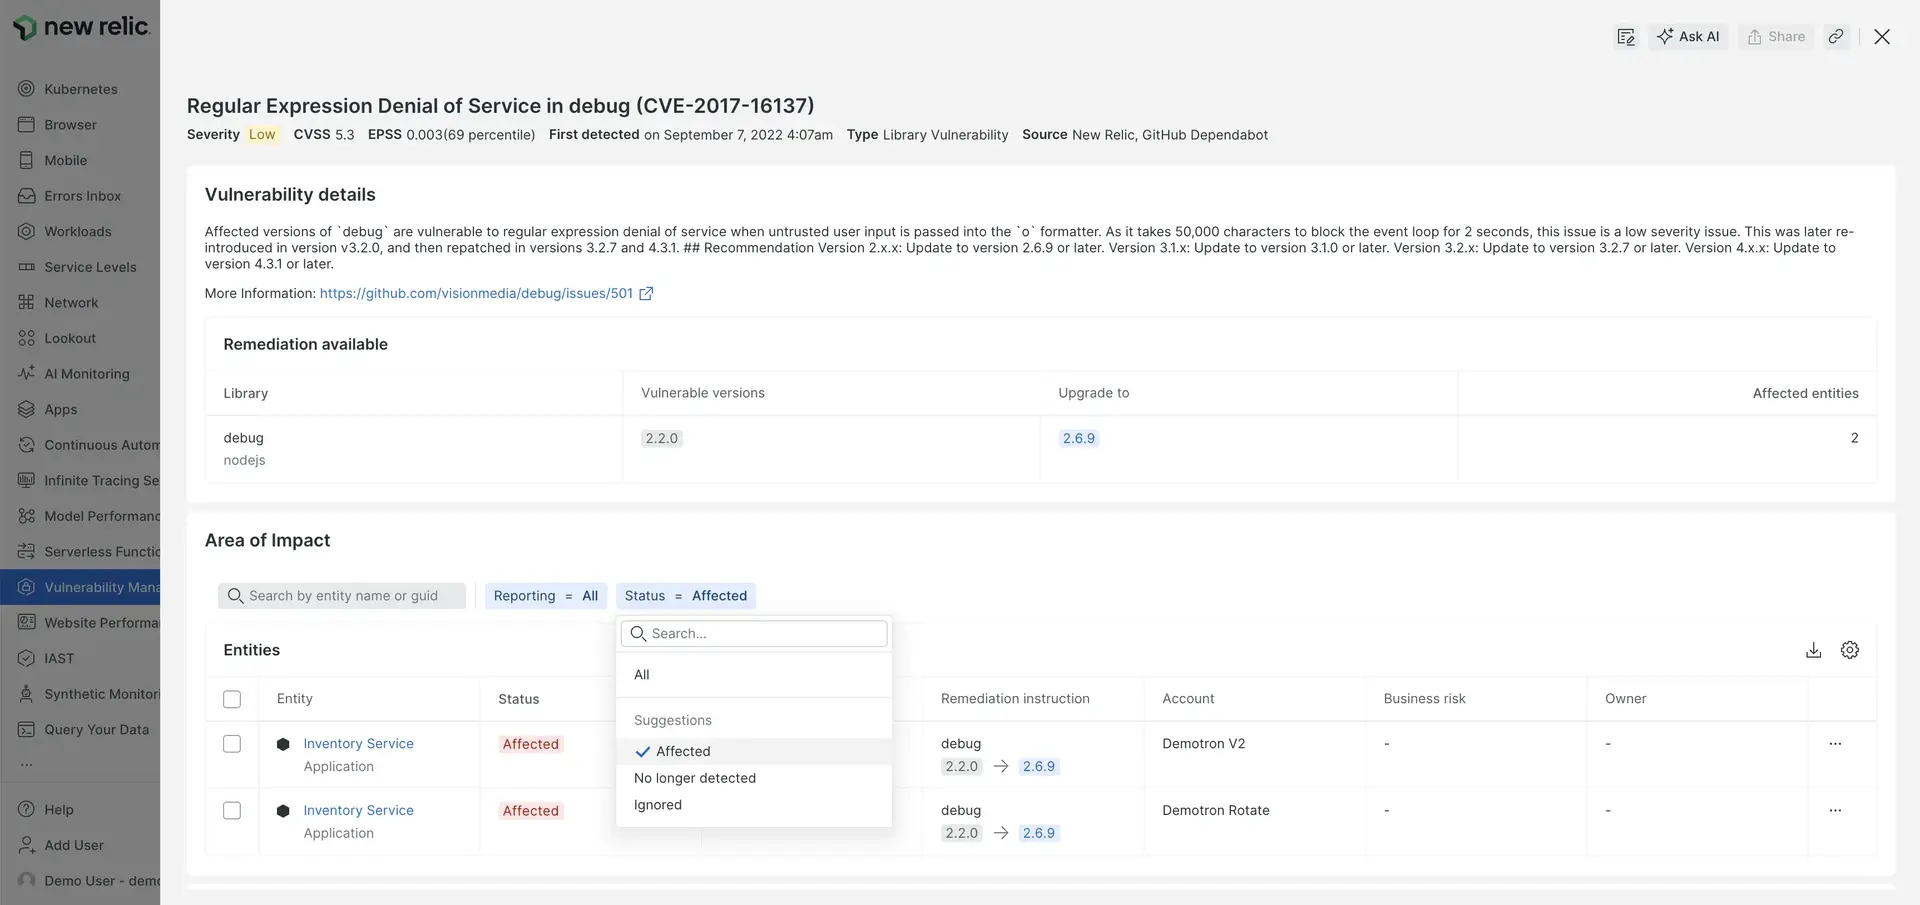 new relic.
Ask AI
Share
Kubernetes
Browser
Mobile
Errors Inbox
Workloads
Service Levels
Network
Lookout
AI Monitoring
Apps
Continuous Autom
Infinite Tracing Se
Model Performanc
Serverless Functio
Vulnerability Mana
Website Performa
IAST
Synthetic Monitori
Query Your Data
...
Help
Add User
Demo User - demo
Regular Expression Denial of Service in debug (CVE-2017-16137)
Severity Low CVSS 5.3 EPSS 0.003(69 percentile) First detected on September 7, 2022 4:07am Type Library Vulnerability Source New Relic, GitHub Dependabot
Vulnerability details
Affected versions of `debug` are vulnerable to regular expression denial of service when untrusted user input is passed into the `o` formatter. As it takes 50,000 characters to block the event loop for 2 seconds, this issue is a low severity issue. This was later re-
introduced in version v3.2.0, and then repatched in versions 3.2.7 and 4.3.1. ## Recommendation Version 2.x.x: Update to version 2.6.9 or later. Version 3.1.x: Update to version 3.1.0 or later. Version 3.2.x: Update to version 3.2.7 or later. Version 4.x.x: Update to
version 4.3.1 or later.
More Information: https://github.com/visionmedia/debug/issues/501
Remediation available
Library Vulnerable versions Upgrade to Affected entities
debug 2.2.0 2.6.9 2
nodejs
Area of Impact
Search by entity name or guid Reporting = All Status = Affected
Search...
All
Suggestions
Affected
No longer detected
Ignored
Entities
Entity Status Remediation instruction Account Business risk Owner
Inventory Service Affected debug Demotron V2 - - ...
Application 2.2.0 → 2.6.9
Inventory Service Affected debug Demotron Rotate - - ...
Application 2.2.0 → 2.6.9